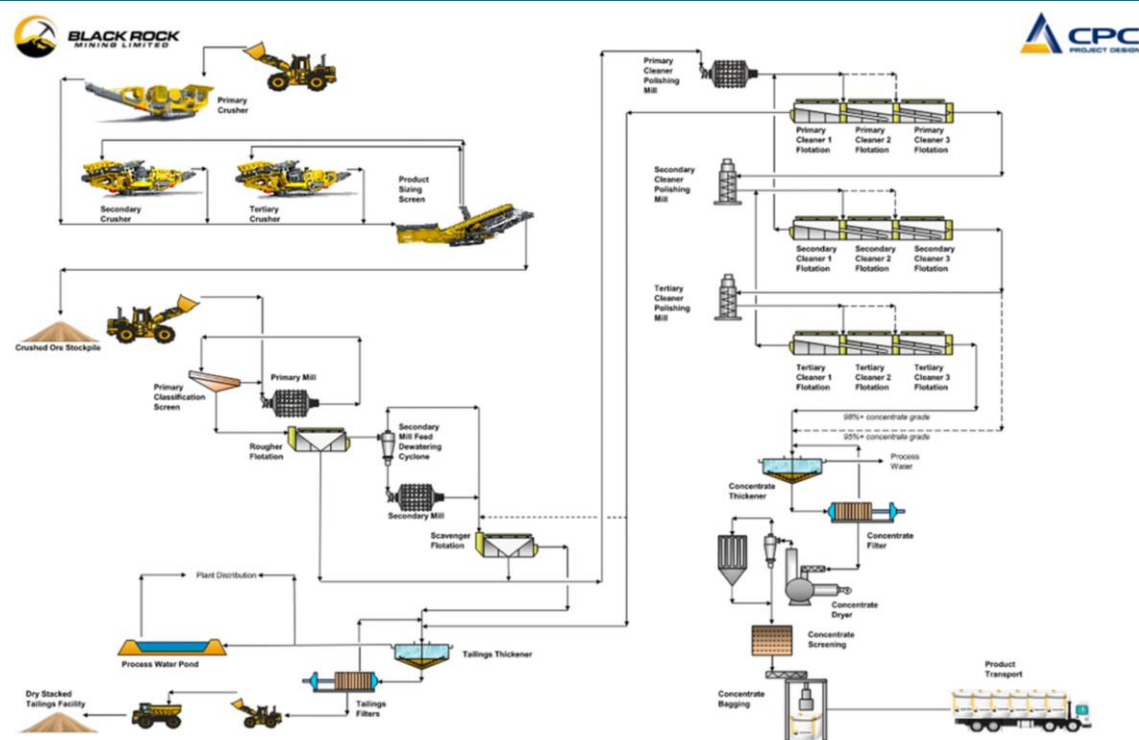 BLACK ROCK
MINING LIMITED
CPC
PROJECT DESIGN
Primary
Crusher
Secondary
Crusher
Tertiary
Crusher
Product
Sizing
Screen
Crushed Ore Stockpile
Primary
Classification
Screen
Primary Mill
Rougher
Flotation
Secondary
Mill Feed
Dewatering
Cyclone
Secondary Mill
Scavenger
Flotation
Plant Distribution
Process Water Pond
Tailings Thickener
Tailings
Filters
Dry Stacked
Tailings Facility
Primary
Cleaner
Polishing
Mill
Primary
Cleaner 1
Flotation
Primary
Cleaner 2
Flotation
Primary
Cleaner 3
Flotation
Secondary
Cleaner
Polishing
Mill
Secondary
Cleaner 1
Flotation
Secondary
Cleaner 2
Flotation
Secondary
Cleaner 3
Flotation
Tertiary
Cleaner
Polishing
Mill
Tertiary
Cleaner 1
Flotation
Tertiary
Cleaner 2
Flotation
Tertiary
Cleaner 3
Flotation
98%+ concentrate grade
95%+ concentrate grade
Process
Water
Concentrate
Thickener
Concentrate
Filter
Concentrate
Dryer
Concentrate
Screening
Concentrate
Bagging
Product
Transport